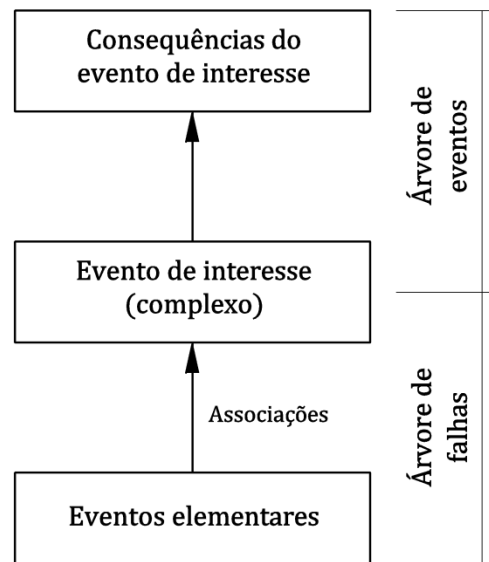 Consequências do
evento de interesse
Árvore de
eventos
Evento de interesse
(complexo)
Associações
Árvore de
falhas
Eventos elementares